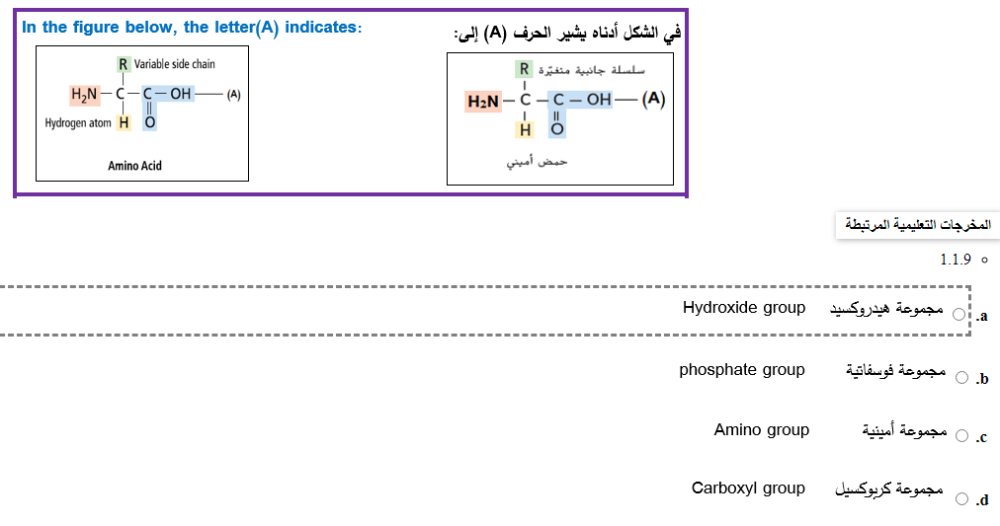 In the figure below, the letter(A) indicates:
في الشكل أدناه يشير الحرف (A) إلى:
R Variable side chain
H₂N — C — C — OH — (A)
Hydrogen atom H O
Amino Acid
R سلسلة جانبية متغيّرة
H₂N — C — C — OH — (A)
H O
حمض أميني
المخرجات التعليمية المرتبطة
1.1.9
a. مجموعة هيدروكسيد Hydroxide group
b. مجموعة فوسفاتية phosphate group
c. مجموعة أمينية Amino group
d. مجموعة كربوكسيل Carboxyl group